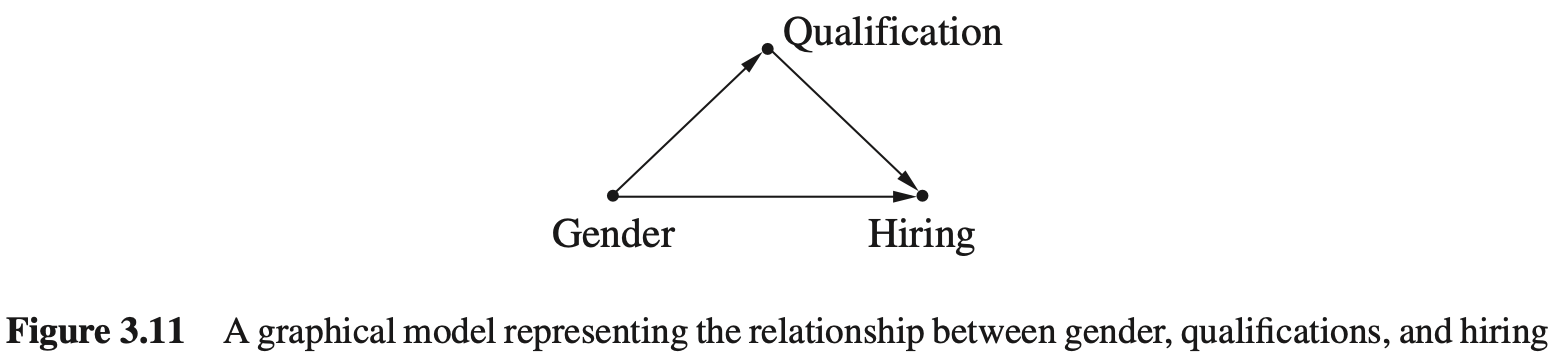 Qualification
Gender
Hiring
Figure 3.11 A graphical model representing the relationship between gender, qualifications, and hiring